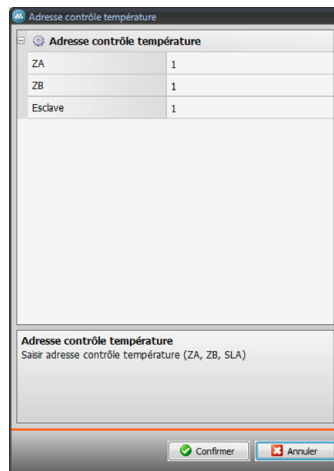 Adresse contrôle température
Adresse contrôle température
ZA 1
ZB 1
Esclave 1
Adresse contrôle température
Saisir adresse contrôle température (ZA, ZB, SLA)
Confirmer Annuler